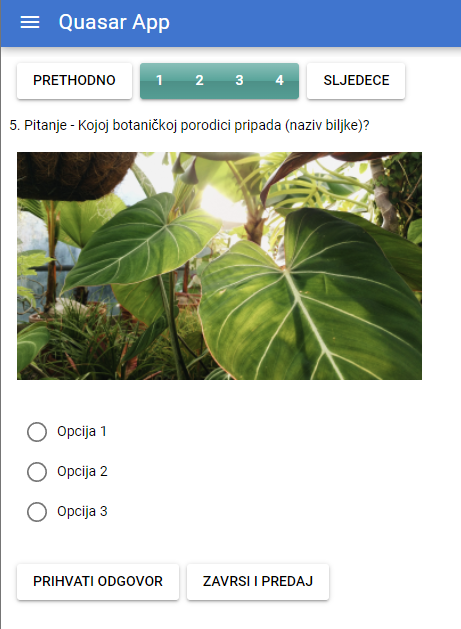 Quasar App
PRETHODNO 1 2 3 4 SLJEDECE
5. Pitanje - Kojoj botaničkoj porodici pripada (naziv biljke)?
Opcija 1
Opcija 2
Opcija 3
PRIHVATI ODGOVOR ZAVRSI I PREDAJ